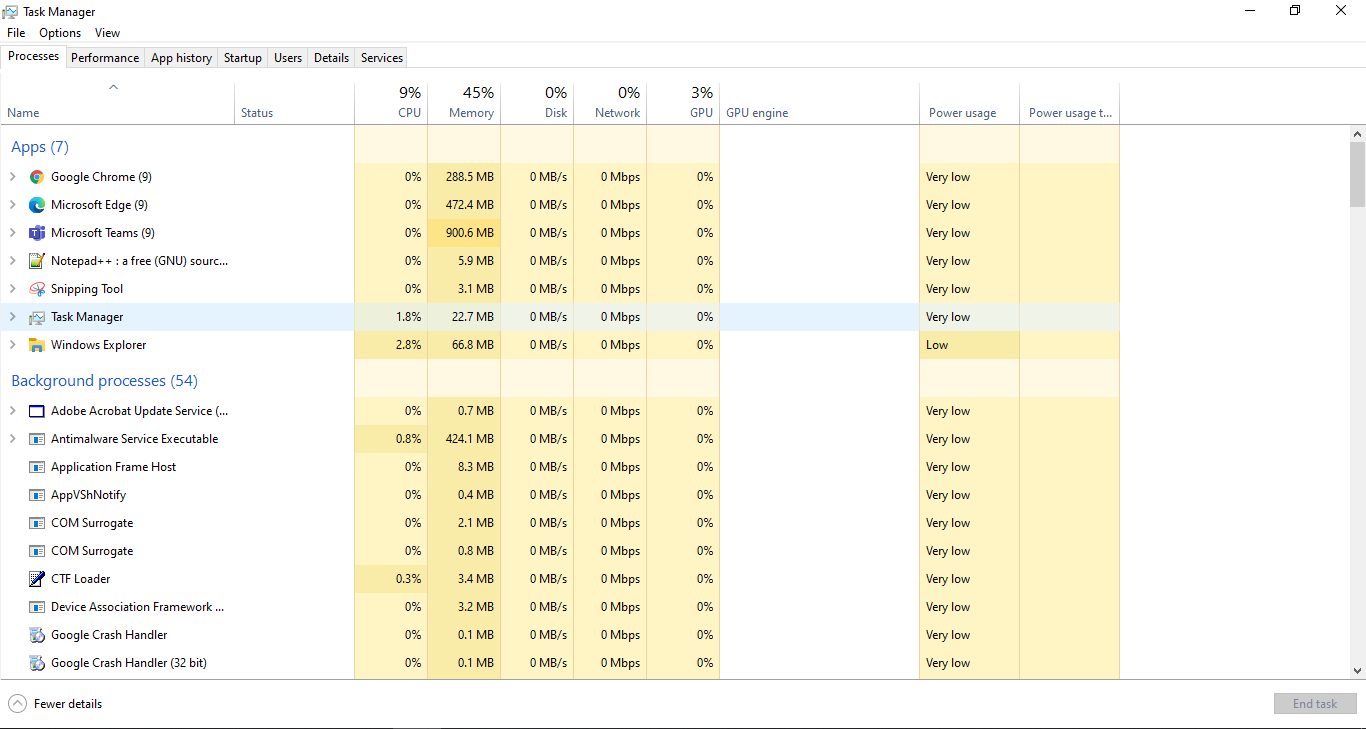 Task Manager
File Options View
Processes Performance App history Startup Users Details Services
9% 45% 0% 0% 3%
Name Status CPU Memory Disk Network GPU GPU engine Power usage Power usage t...
Apps (7)
Google Chrome (9) 0% 288.5 MB 0 MB/s 0 Mbps 0% Very low
Microsoft Edge (9) 0% 472.4 MB 0 MB/s 0 Mbps 0% Very low
Microsoft Teams (9) 0% 900.6 MB 0 MB/s 0 Mbps 0% Very low
Notepad++ : a free (GNU) sourc... 0% 5.9 MB 0 MB/s 0 Mbps 0% Very low
Snipping Tool 0% 3.1 MB 0 MB/s 0 Mbps 0% Very low
Task Manager 1.8% 22.7 MB 0 MB/s 0 Mbps 0% Very low
Windows Explorer 2.8% 66.8 MB 0 MB/s 0 Mbps 0% Low
Background processes (54)
Adobe Acrobat Update Service (... 0% 0.7 MB 0 MB/s 0 Mbps 0% Very low
Antimalware Service Executable 0.8% 424.1 MB 0 MB/s 0 Mbps 0% Very low
Application Frame Host 0% 8.3 MB 0 MB/s 0 Mbps 0% Very low
AppVShNotify 0% 0.4 MB 0 MB/s 0 Mbps 0% Very low
COM Surrogate 0% 2.1 MB 0 MB/s 0 Mbps 0% Very low
COM Surrogate 0% 0.8 MB 0 MB/s 0 Mbps 0% Very low
CTF Loader 0.3% 3.4 MB 0 MB/s 0 Mbps 0% Very low
Device Association Framework ... 0% 3.2 MB 0 MB/s 0 Mbps 0% Very low
Google Crash Handler 0% 0.1 MB 0 MB/s 0 Mbps 0% Very low
Google Crash Handler (32 bit) 0% 0.1 MB 0 MB/s 0 Mbps 0% Very low
Fewer details End task